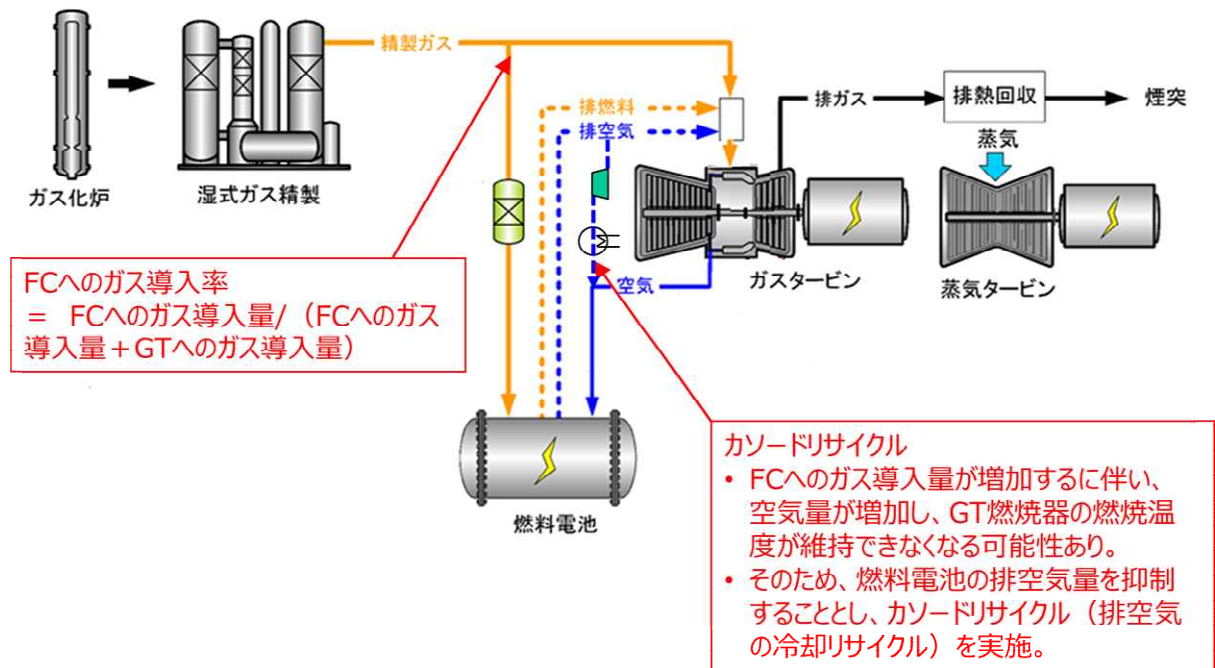 精製ガス
排燃料
排空気
排ガス
排熱回収
煙突
蒸気
ガス化炉
湿式ガス精製
空気
ガスタービン
蒸気タービン
FCへのガス導入率
= FCへのガス導入量/(FCへのガス
導入量+GTへのガス導入量)
燃料電池
カソードリサイクル
• FCへのガス導入量が増加するに伴い、
空気量が増加し、GT燃焼器の燃焼温
度が維持できなくなる可能性あり。
• そのため、燃料電池の排空気量を抑制
することとし、カソードリサイクル(排空気
の冷却リサイクル)を実施。